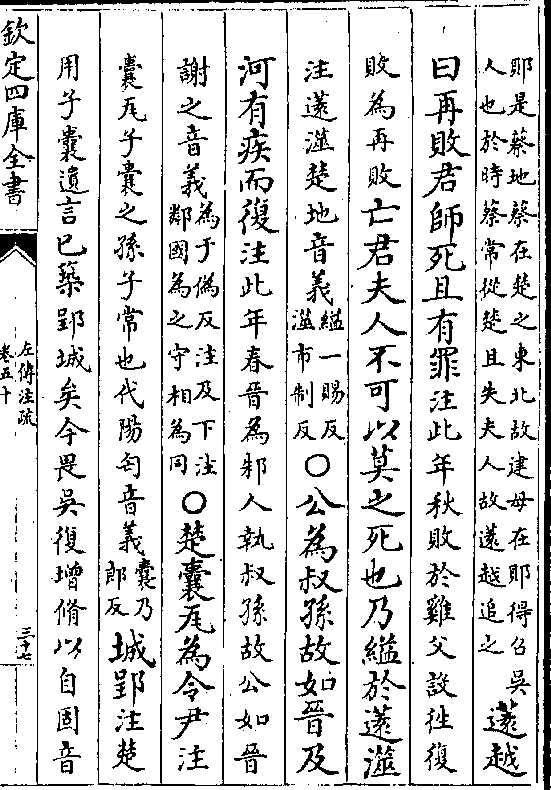 郹是蔡地蔡在楚之東北故建母在郹得召吳
人也於時蔡常從楚且失夫人故薳越追之
薳越
曰再敗君師死且有罪注此年秋敗於雞父設往復
敗為再敗亡君夫人不可以莫之死也乃縊於薳澨
注薳澨楚地音義縊一賜反澨市制反○公為叔孫故如晉及
河有疾而復注此年春晉為邾人執叔孫故公如晉
謝之音義為于偽反注及下注鄰國為之守相為同○楚囊瓦為令尹注
囊瓦子囊之孫子常也代陽匄音義囊乃郎反城郢注楚
用子囊遺言已築郢城矣今畏吳復增脩以自固音
欽定四庫全書
左傳注疏
卷五十
三十七